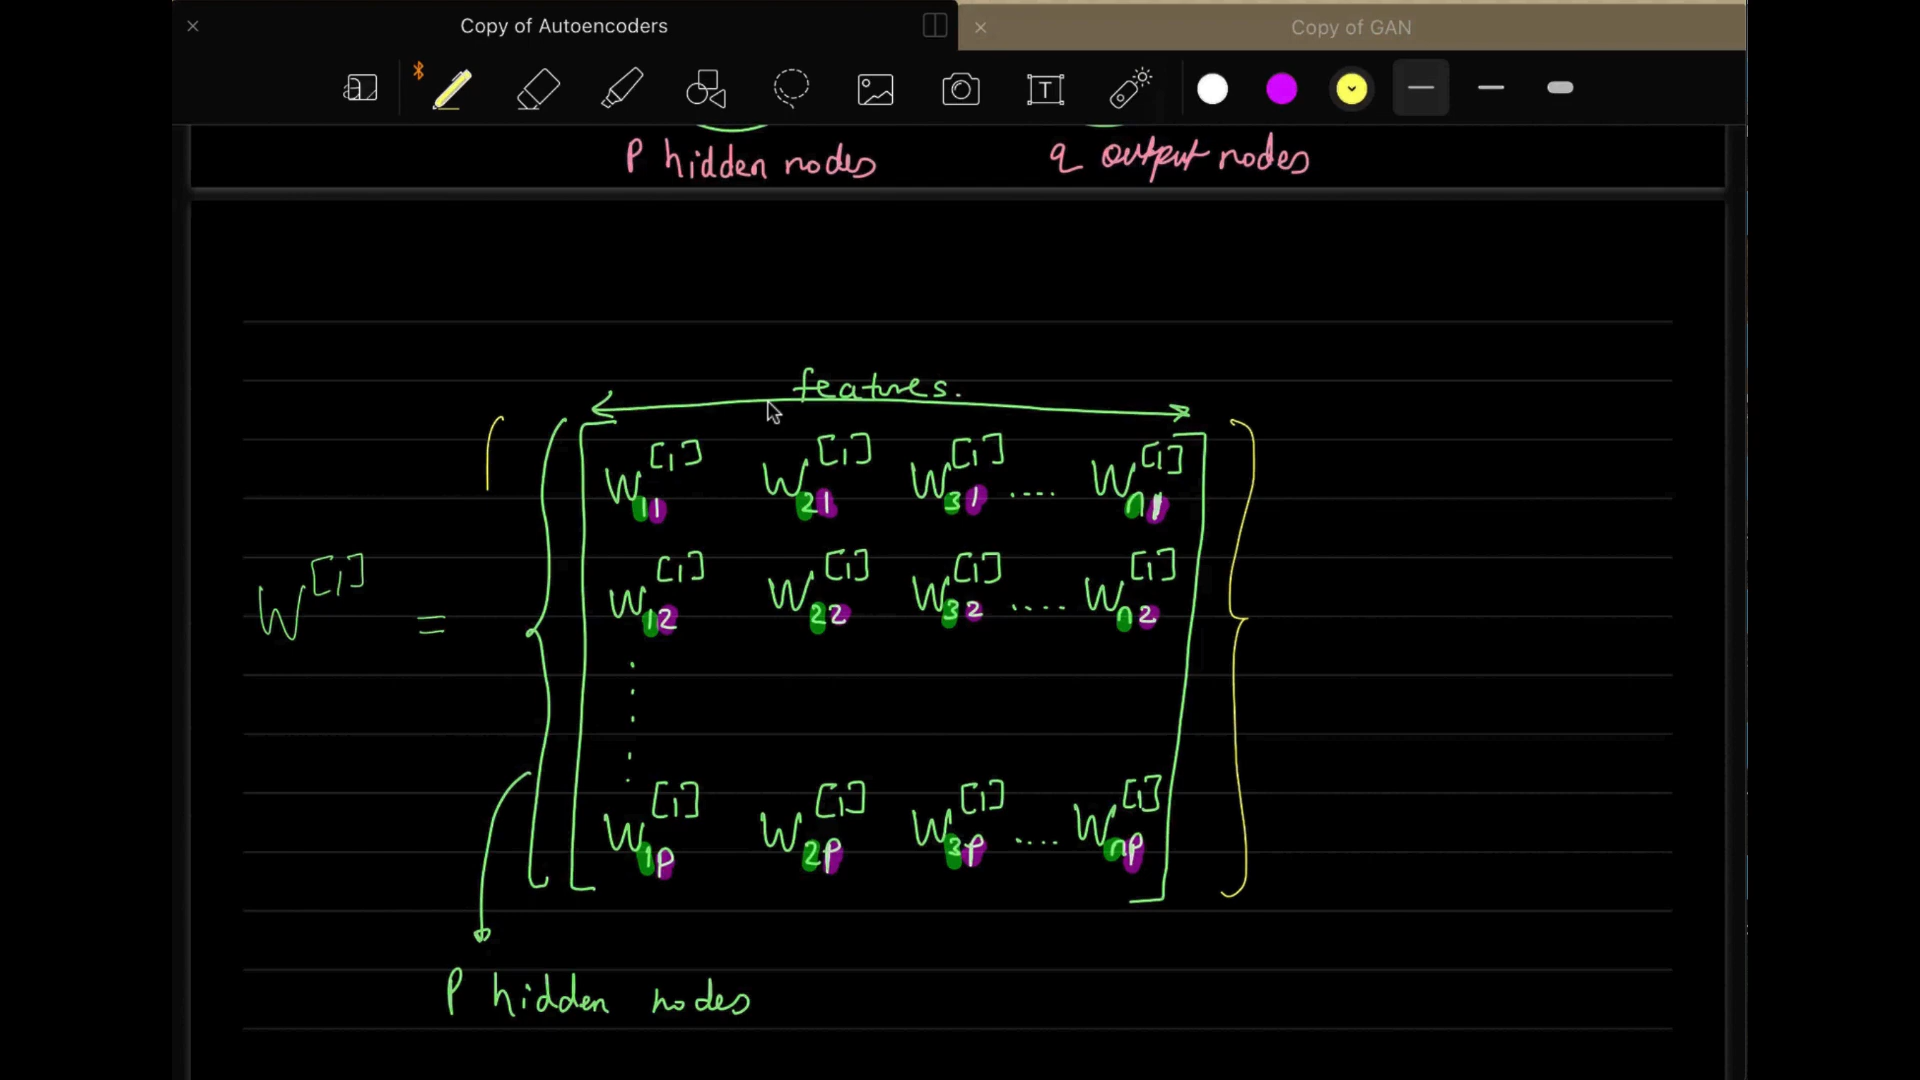 Copy of Autoencoders Copy of GAN
a T
P hidden nodes q output nodes
features.
W11[1] W21[1] W31[1] .... Wn1[1]
W[1] = W12[1] W22[1] W32[1] .... Wn2[1]
W1p[1] W2p[1] W3p[1] .... Wnp[1]
P hidden nodes